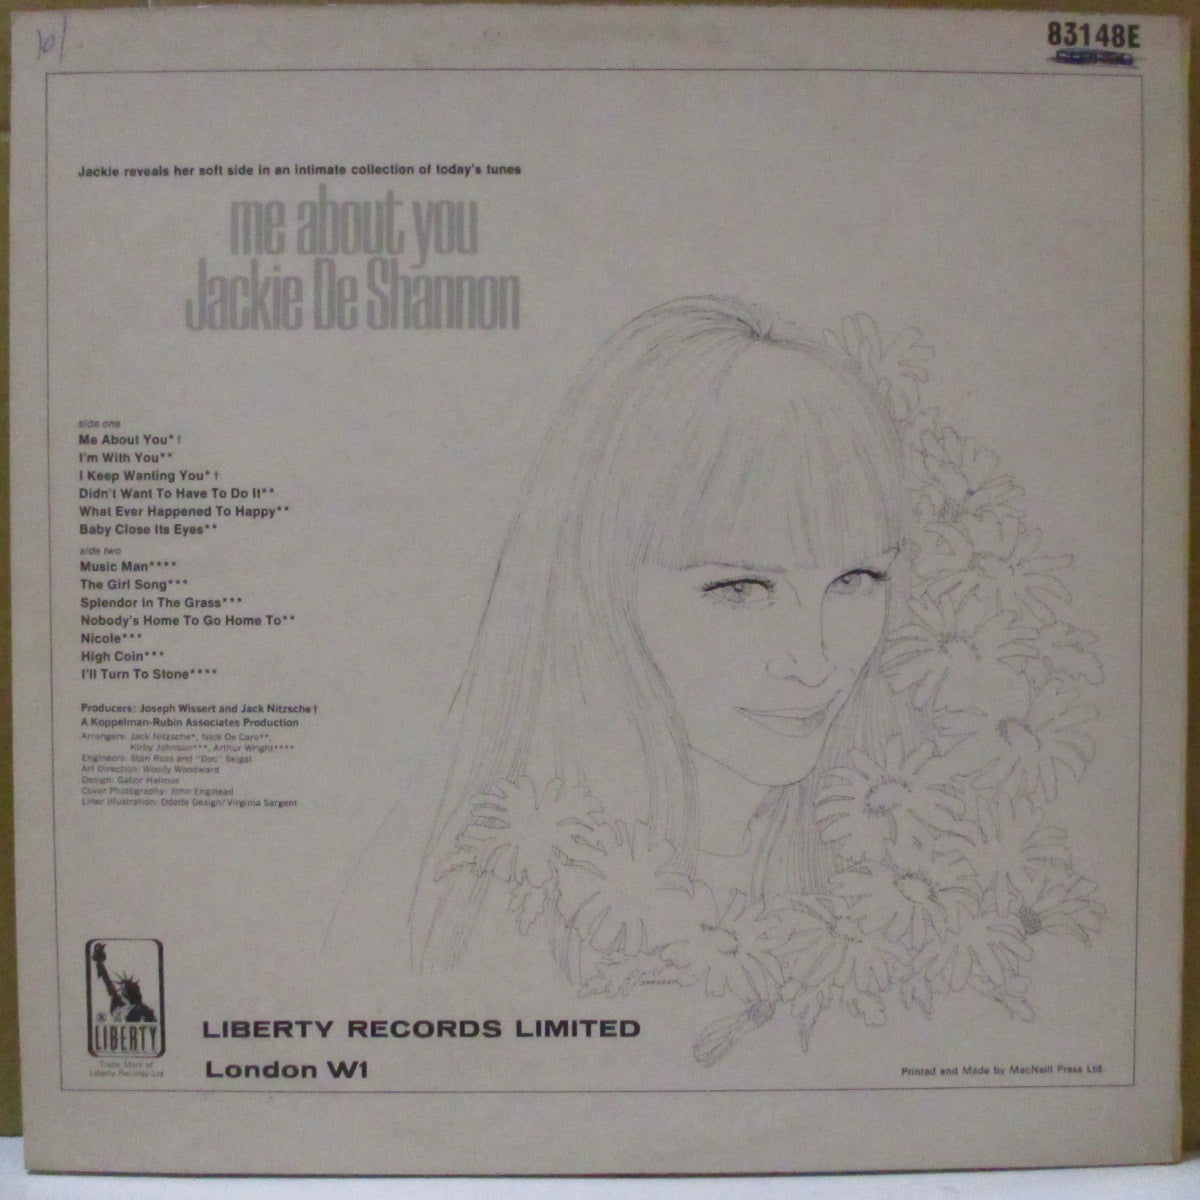 101.
83148E
Jackie reveals her soft side in an intimate collection of today's tunes
me about you
Jackie De Shannon
side one
Me About You*†
I'm With You**
I Keep Wanting You*†
Didn't Want To Have To Do It**
What Ever Happened To Happy**
Baby Close Its Eyes**
side two
Music Man****
The Girl Song***
Splendor In The Grass***
Nobody's Home To Go Home To**
Nicole***
High Coin***
I'll Turn To Stone****
Producers: Joseph Wissert and Jack Nitzsche†
A Koppelman-Rubin Associates Production
Arrangers: Jack Nitzsche*, Nick De Caro**,
Kirby Johnson***, Arthur Wright****
Engineers: Stan Ross and "Doc" Seigal
Art Direction: Woody Woodward
Design: Gabor Halmos
Cover Photography: John Engstead
Liner Illustration: Odette Design/Virginia Sargent
® LIBERTY
Trade Mark of
Liberty Records Ltd
LIBERTY RECORDS LIMITED
London W1
Printed and Made by MacNeill Press Ltd.